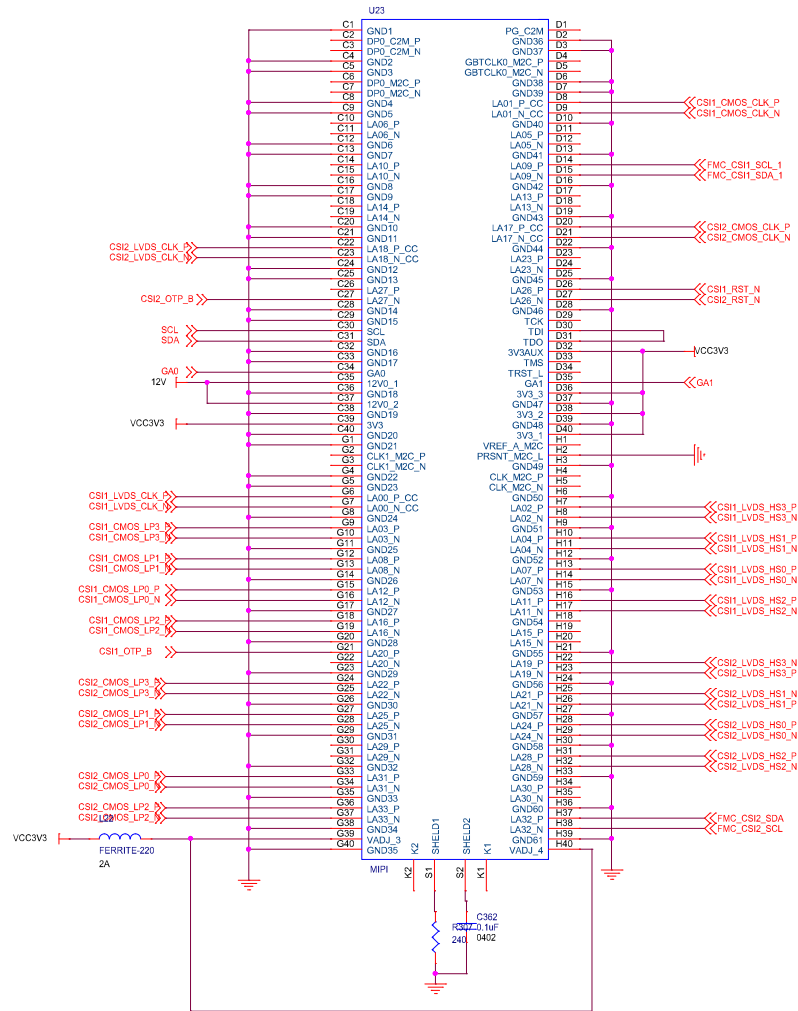 U23
C1 GND1 PG_C2M D1
C2 DP0_C2M_P GND36 D2
C3 DP0_C2M_N GND37 D3
C4 GND2 GBTCLK0_M2C_P D4
C5 GND3 GBTCLK0_M2C_N D5
C6 DP0_M2C_P GND38 D6
C7 DP0_M2C_N GND39 D7
C8 GND4 LA01_P_CC D8 CSI1_CMOS_CLK_P
C9 GND5 LA01_N_CC D9 CSI1_CMOS_CLK_N
C10 LA06_P GND40 D10
C11 LA06_N LA05_P D11
C12 GND6 LA05_N D12
C13 GND7 GND41 D13
C14 LA10_P LA09_P D14 FMC_CSI1_SCL_1
C15 LA10_N LA09_N D15 FMC_CSI1_SDA_1
C16 GND8 GND42 D16
C17 GND9 LA13_P D17
C18 LA14_P LA13_N D18
C19 LA14_N GND43 D19
C20 GND10 LA17_P_CC D20 CSI2_CMOS_CLK_P
C21 GND11 LA17_N_CC D21 CSI2_CMOS_CLK_N
CSI2_LVDS_CLK_P C22 LA18_P_CC GND44 D22
CSI2_LVDS_CLK_N C23 LA18_N_CC LA23_P D23
C24 GND12 LA23_N D24
C25 GND13 GND45 D25
C26 LA27_P LA26_P D26 CSI1_RST_N
CSI2_OTP_B C27 LA27_N LA26_N D27 CSI2_RST_N
C28 GND14 GND46 D28
C29 GND15 TCK D29
SCL C30 SCL TDI D30
SDA C31 SDA TDO D31
C32 GND16 3V3AUX D32 VCC3V3
C33 GND17 TMS D33
GA0 C34 GA0 TRST_L D34
12V C35 12V0_1 GA1 D35 GA1
C36 GND18 3V3_3 D36
C37 12V0_2 GND47 D37
C38 GND19 3V3_2 D38
VCC3V3 C39 3V3 GND48 D39
C40 GND20 3V3_1 D40
G1 GND21 VREF_A_M2C H1
G2 CLK1_M2C_P PRSNT_M2C_L H2
G3 CLK1_M2C_N GND49 H3
G4 GND22 CLK_M2C_P H4
G5 GND23 CLK_M2C_N H5
CSI1_LVDS_CLK_P G6 LA00_P_CC GND50 H6
CSI1_LVDS_CLK_N G7 LA00_N_CC LA02_P H7 CSI1_LVDS_HS3_P
G8 GND24 LA02_N H8 CSI1_LVDS_HS3_N
CSI1_CMOS_LP3_P G9 LA03_P GND51 H9
CSI1_CMOS_LP3_N G10 LA03_N LA04_P H10 CSI1_LVDS_HS1_P
G11 GND25 LA04_N H11 CSI1_LVDS_HS1_N
CSI1_CMOS_LP1_P G12 LA08_P GND52 H12
CSI1_CMOS_LP1_N G13 LA08_N LA07_P H13 CSI1_LVDS_HS0_P
G14 GND26 LA07_N H14 CSI1_LVDS_HS0_N
CSI1_CMOS_LP0_P G15 LA12_P GND53 H15
CSI1_CMOS_LP0_N G16 LA12_N LA11_P H16 CSI1_LVDS_HS2_P
G17 GND27 LA11_N H17 CSI1_LVDS_HS2_N
CSI1_CMOS_LP2_P G18 LA16_P GND54 H18
CSI1_CMOS_LP2_N G19 LA16_N LA15_P H19
G20 GND28 LA15_N H20
CSI1_OTP_B G21 LA20_P GND55 H21
G22 LA20_N LA19_P H22 CSI2_LVDS_HS3_N
G23 GND29 LA19_N H23 CSI2_LVDS_HS3_P
CSI2_CMOS_LP3_P G24 LA22_P GND56 H24
CSI2_CMOS_LP3_N G25 LA22_N LA21_P H25 CSI2_LVDS_HS1_N
G26 GND30 LA21_N H26 CSI2_LVDS_HS1_P
CSI2_CMOS_LP1_P G27 LA25_P GND57 H27
CSI2_CMOS_LP1_N G28 LA25_N LA24_P H28 CSI2_LVDS_HS0_P
G29 GND31 LA24_N H29 CSI2_LVDS_HS0_N
G30 LA29_P GND58 H30
G31 LA29_N LA28_P H31 CSI2_LVDS_HS2_P
G32 GND32 LA28_N H32 CSI2_LVDS_HS2_N
CSI2_CMOS_LP0_P G33 LA31_P GND59 H33
CSI2_CMOS_LP0_N G34 LA31_N LA30_P H34
G35 GND33 LA30_N H35
CSI2_CMOS_LP2_P G36 LA33_P GND60 H36
CSI2_CMOS_LP2_N G37 LA33_N LA32_P H37 FMC_CSI2_SDA
G38 GND34 LA32_N H38 FMC_CSI2_SCL
VCC3V3 G39 VADJ_3 GND61 H39
FERRITE-220 G40 GND35 VADJ_4 H40
2A
K2 SHELD1 SHELD2 K1
MIPI
K2 S1 S2 K1
C362
R307 0.1uF
240 0402